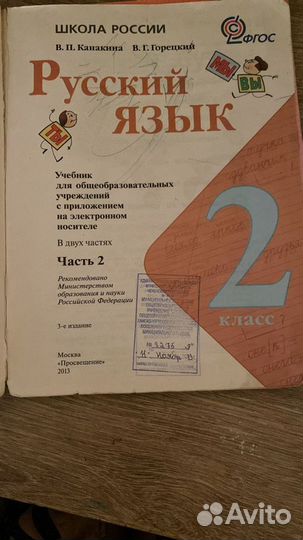 ШКОЛА РОССИИ
ФГОС
В. П. Канакина В. Г. Горецкий
Русский
ЯЗЫК
МЫ
ВЫ
ТЫ
Учебник
для общеобразовательных
учреждений
с приложением
на электронном
носителе
В двух частях
Часть 2
Рекомендовано
Министерством
образования и науки
Российской Федерации
3-е издание
2
класс
Москва
«Просвещение»
2013
Avito